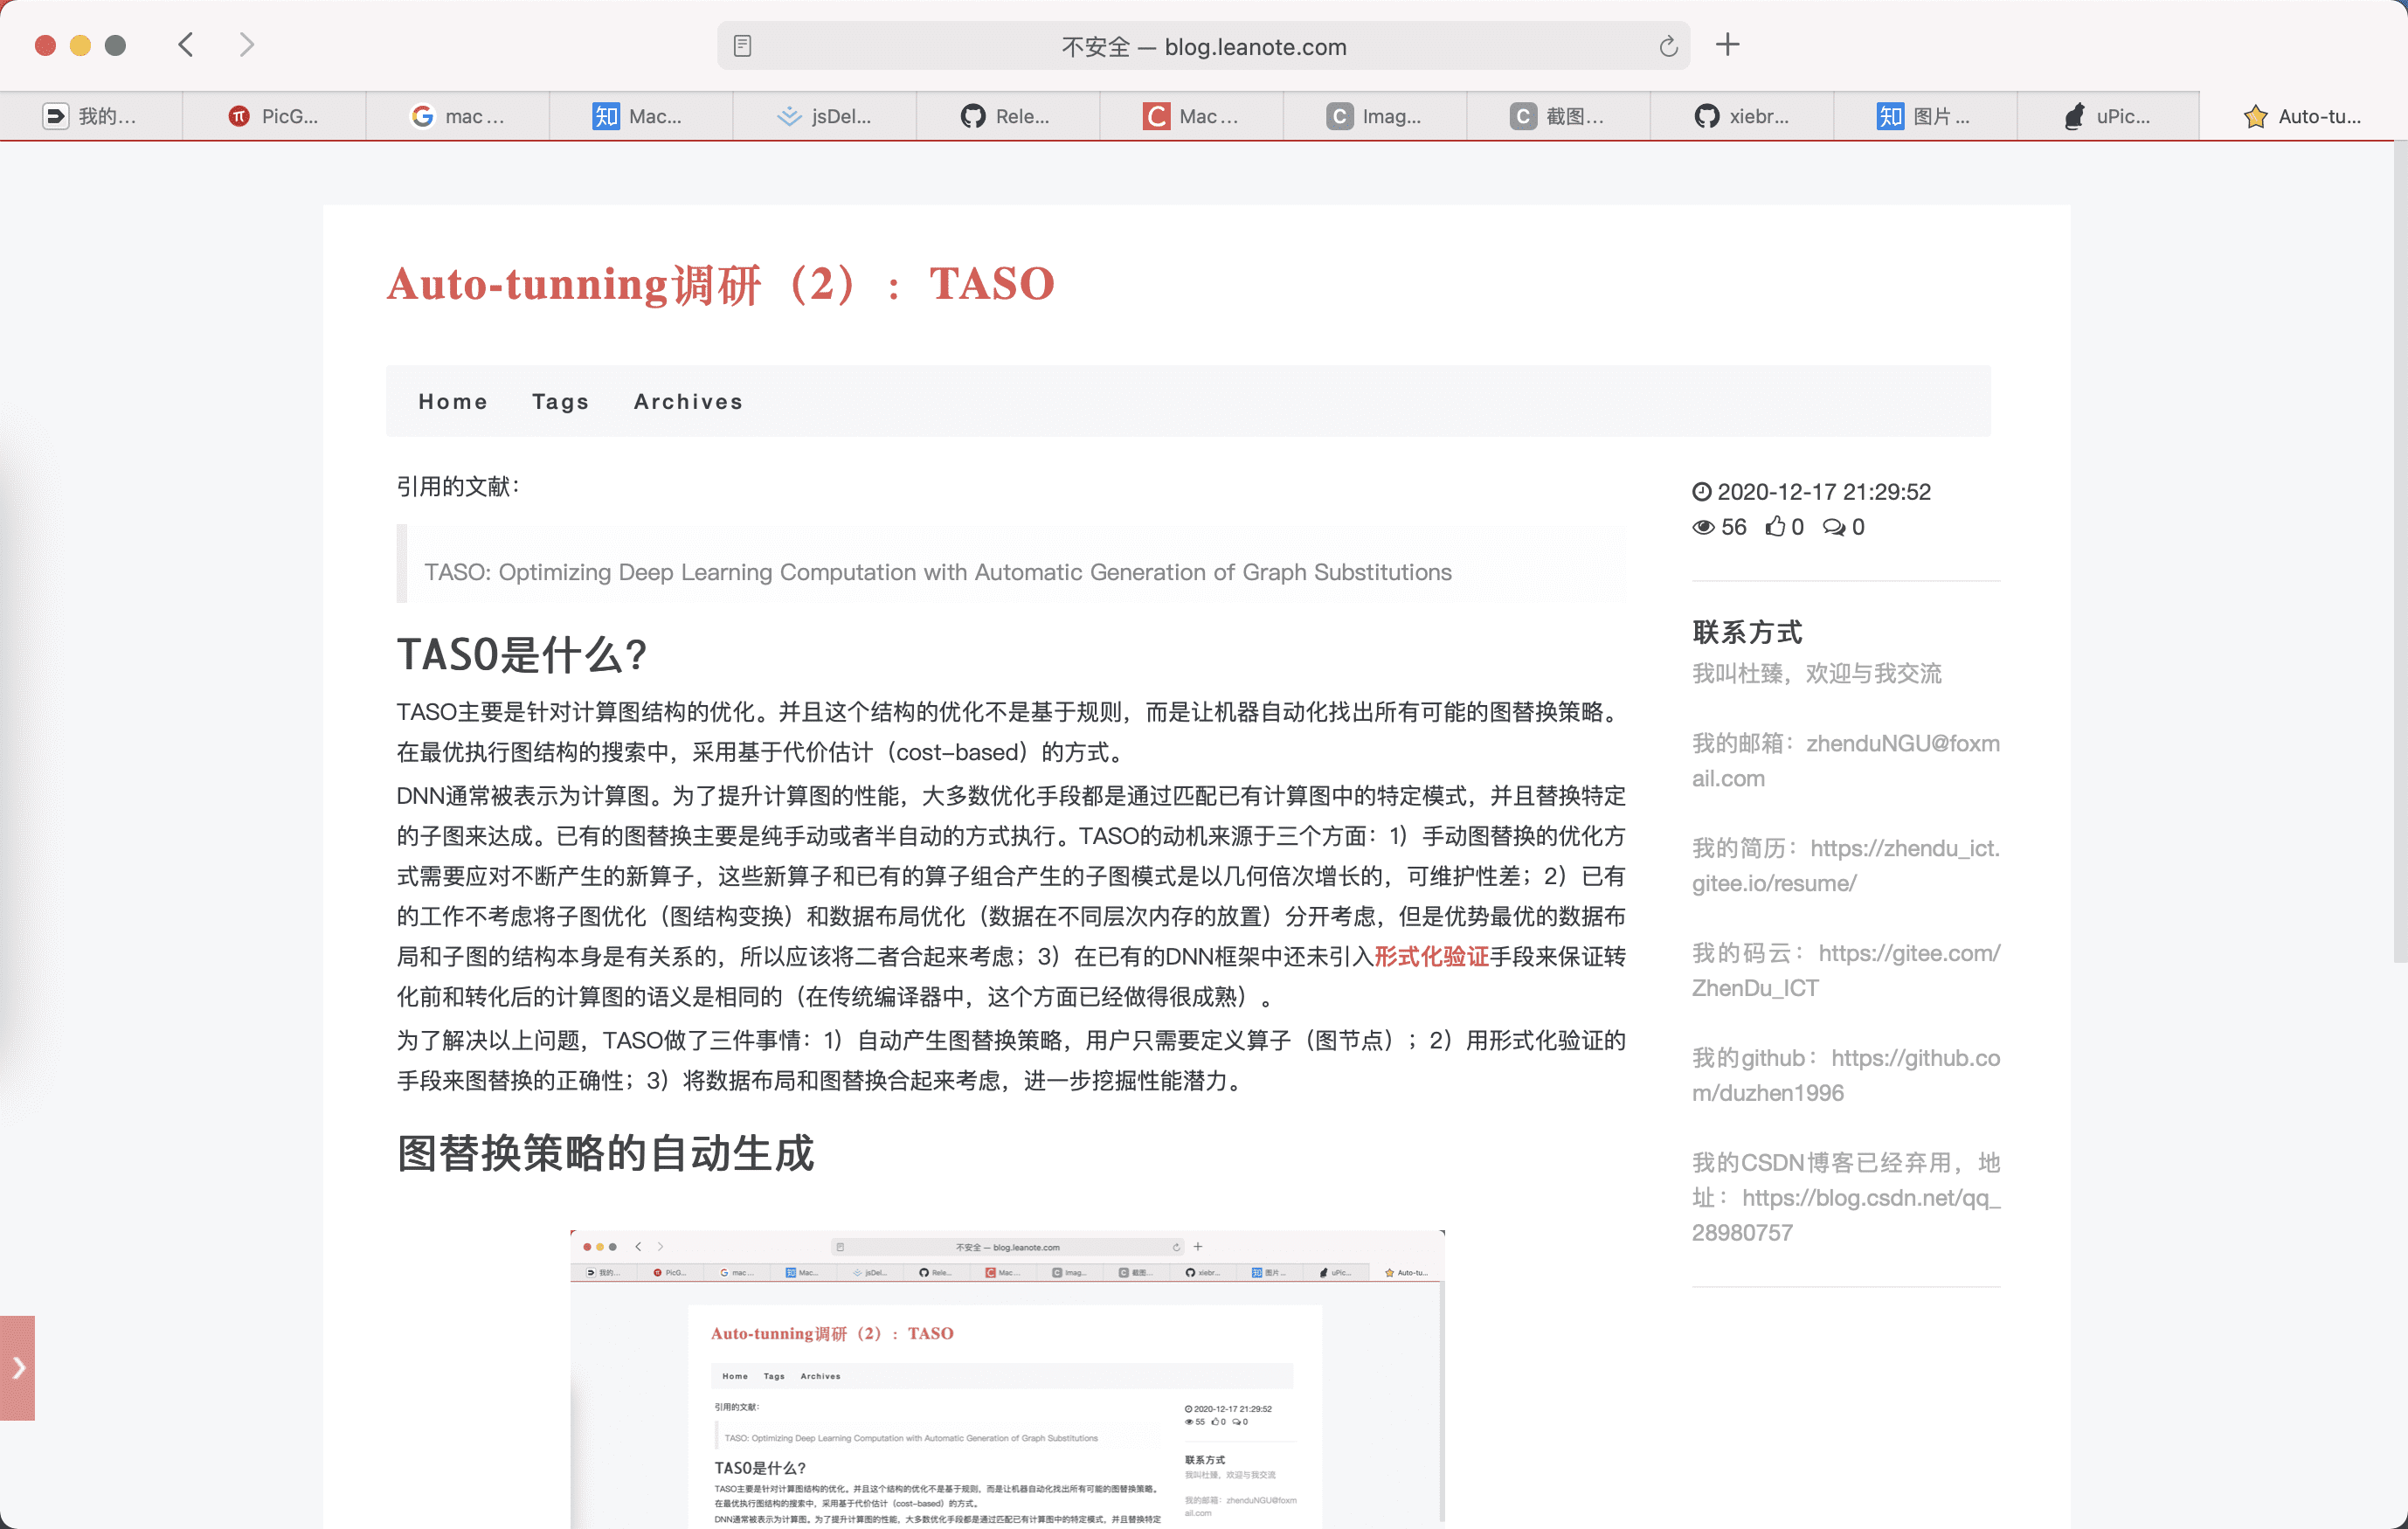 不安全 — blog.leanote.com
我的...
PicG...
mac ...
Mac...
jsDel...
Rele...
Mac ...
Imag...
截图...
xiebr...
图片 ...
uPic...
Auto-tu...
Auto-tunning调研（2）：TASO
Home Tags Archives
引用的文献：
TASO: Optimizing Deep Learning Computation with Automatic Generation of Graph Substitutions
TASO是什么?
TASO主要是针对计算图结构的优化。并且这个结构的优化不是基于规则，而是让机器自动化找出所有可能的图替换策略。
在最优执行图结构的搜索中，采用基于代价估计（cost-based）的方式。
DNN通常被表示为计算图。为了提升计算图的性能，大多数优化手段都是通过匹配已有计算图中的特定模式，并且替换特定
的子图来达成。已有的图替换主要是纯手动或者半自动的方式执行。TASO的动机来源于三个方面：1）手动图替换的优化方
式需要应对不断产生的新算子，这些新算子和已有的算子组合产生的子图模式是以几何倍次增长的，可维护性差；2）已有
的工作不考虑将子图优化（图结构变换）和数据布局优化（数据在不同层次内存的放置）分开考虑，但是优势最优的数据布
局和子图的结构本身是有关系的，所以应该将二者合起来考虑；3）在已有的DNN框架中还未引入形式化验证手段来保证转
化前和转化后的计算图的语义是相同的（在传统编译器中，这个方面已经做得很成熟）。
为了解决以上问题，TASO做了三件事情：1）自动产生图替换策略，用户只需要定义算子（图节点）；2）用形式化验证的
手段来图替换的正确性；3）将数据布局和图替换合起来考虑，进一步挖掘性能潜力。
图替换策略的自动生成
2020-12-17 21:29:52
56 0 0
联系方式
我叫杜臻，欢迎与我交流
我的邮箱：zhenduNGU@foxm
ail.com
我的简历：https://zhendu_ict.
gitee.io/resume/
我的码云：https://gitee.com/
ZhenDu_ICT
我的github：https://github.co
m/duzhen1996
我的CSDN博客已经弃用，地
址：https://blog.csdn.net/qq_
28980757
不安全 — blog.leanote.com
我的...
PicG...
mac ...
Mac...
jsDel...
Rele...
Mac ...
Imag...
截图...
xiebr...
图片 ...
uPic...
Auto-tu...
Auto-tunning调研（2）：TASO
Home Tags Archives
引用的文献：
TASO: Optimizing Deep Learning Computation with Automatic Generation of Graph Substitutions
TASO是什么?
TASO主要是针对计算图结构的优化。并且这个结构的优化不是基于规则，而是让机器自动化找出所有可能的图替换策略。
在最优执行图结构的搜索中，采用基于代价估计（cost-based）的方式。
DNN通常被表示为计算图。为了提升计算图的性能，大多数优化手段都是通过匹配已有计算图中的特定模式，并且替换特定
2020-12-17 21:29:52
55 0 0
联系方式
我叫杜臻，欢迎与我交流
我的邮箱：zhenduNGU@foxm
ail.com